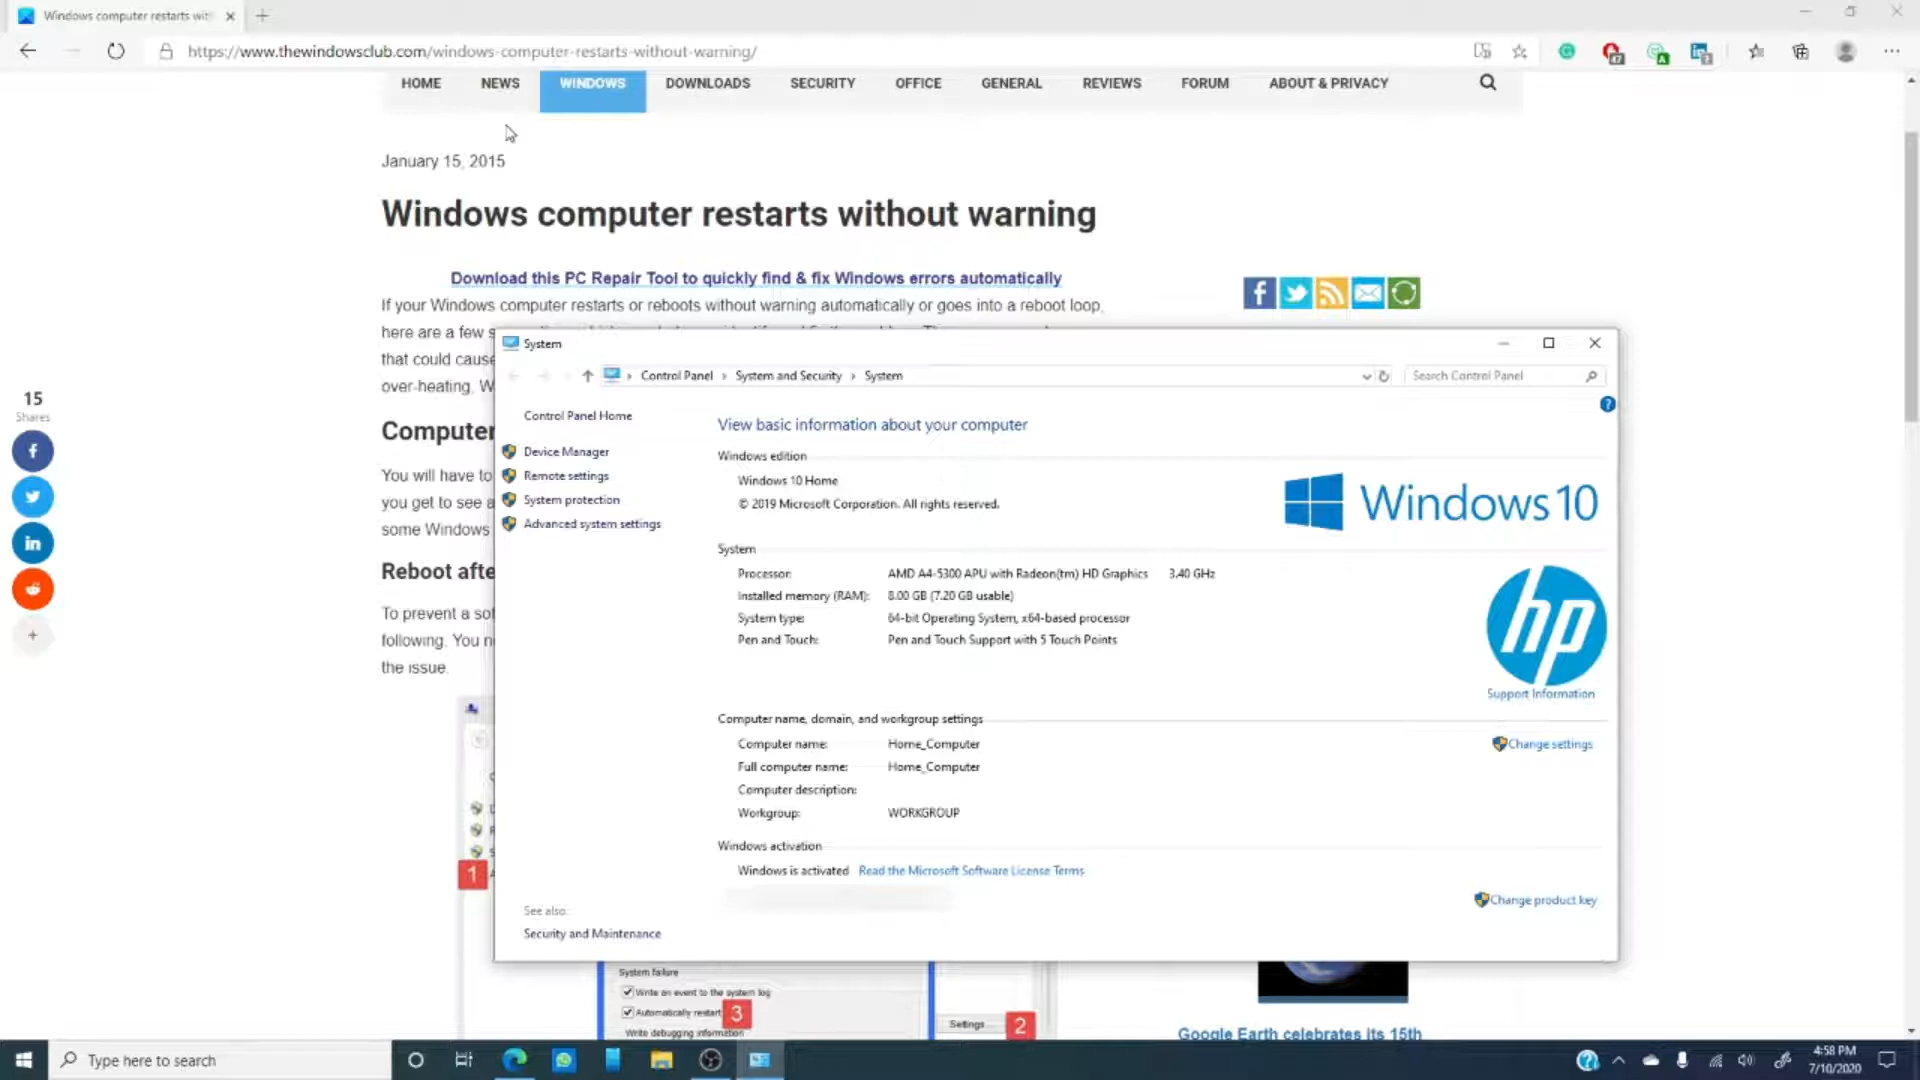 Windows computer restarts with
https://www.thewindowsclub.com/windows-computer-restarts-without-warning/
HOME NEWS WINDOWS DOWNLOADS SECURITY OFFICE GENERAL REVIEWS FORUM ABOUT & PRIVACY
January 15, 2015
Windows computer restarts without warning
Download this PC Repair Tool to quickly find & fix Windows errors automatically
If your Windows computer restarts or reboots without warning automatically or goes into a reboot loop,
here are a few
that could cause
over-heating, W
15
Shares
Computer
You will have to
you get to see a
some Windows
Reboot afte
To prevent a sof
following. You n
the issue.
System
Control Panel › System and Security › System
Search Control Panel
Control Panel Home
Device Manager
Remote settings
System protection
Advanced system settings
View basic information about your computer
Windows edition
Windows 10 Home
© 2019 Microsoft Corporation. All rights reserved.
Windows 10
System
Processor: AMD A4-5300 APU with Radeon(tm) HD Graphics 3.40 GHz
Installed memory (RAM): 8.00 GB (7.20 GB usable)
System type: 64-bit Operating System, x64-based processor
Pen and Touch: Pen and Touch Support with 5 Touch Points
hp
Support Information
Computer name, domain, and workgroup settings
Computer name: Home_Computer
Change settings
Full computer name: Home_Computer
Computer description:
Workgroup: WORKGROUP
Windows activation
Windows is activated Read the Microsoft Software License Terms
Change product key
See also
Security and Maintenance
1
System failure
Write an event to the system log
Automatically restart
3
Write debugging information
Settings
2
Google Earth celebrates its 15th
Type here to search
4:58 PM
7/10/2020